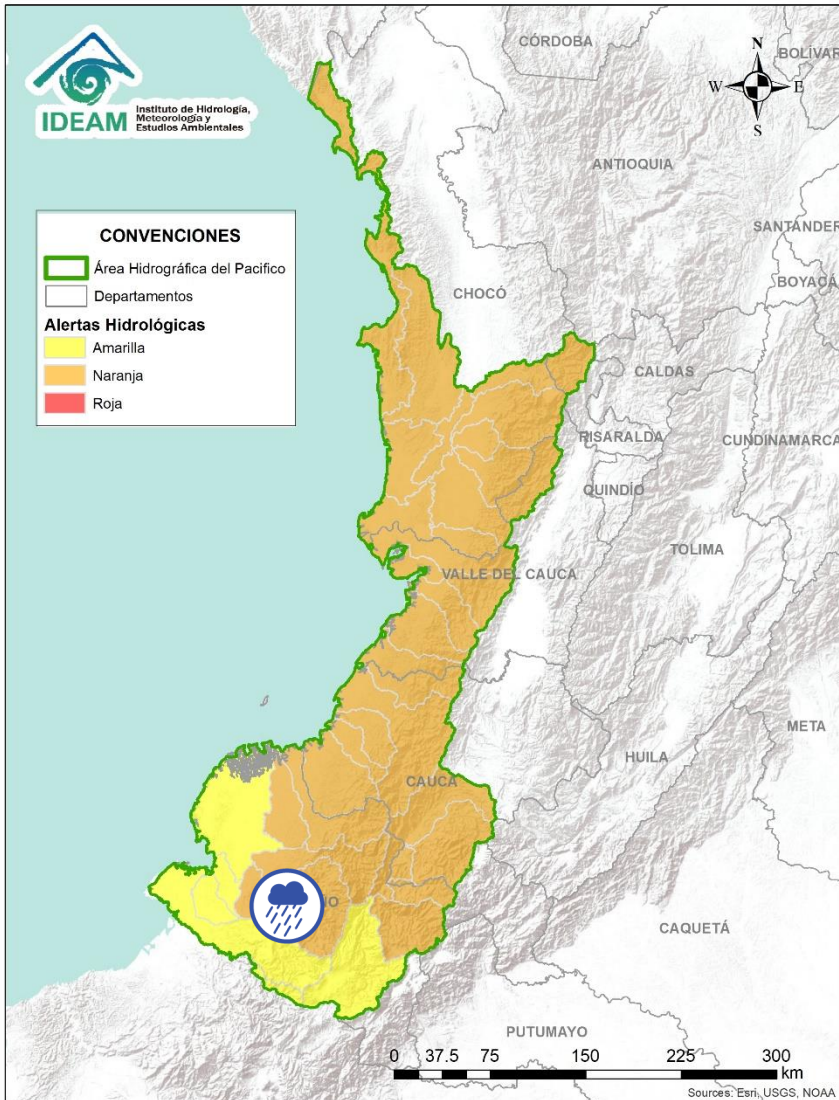 CÓRDOBA
BOLÍVAR
N
W E
S
IDEAM
Instituto de Hidrología,
Meteorología y
Estudios Ambientales
ANTIOQUIA
SANTANDER
CONVENCIONES
Área Hidrográfica del Pacifico
Departamentos
Alertas Hidrológicas
Amarilla
Naranja
Roja
BOYACÁ
CHOCÓ
CALDAS
RISARALDA
CUNDINAMARCA
QUINDÍO
TOLIMA
VALLE DEL CAUCA
META
HUILA
CAUCA
ÑO
CAQUETÁ
PUTUMAYO
0 37.5 75 150 225 300
km
Sources: Esri, USGS, NOAA